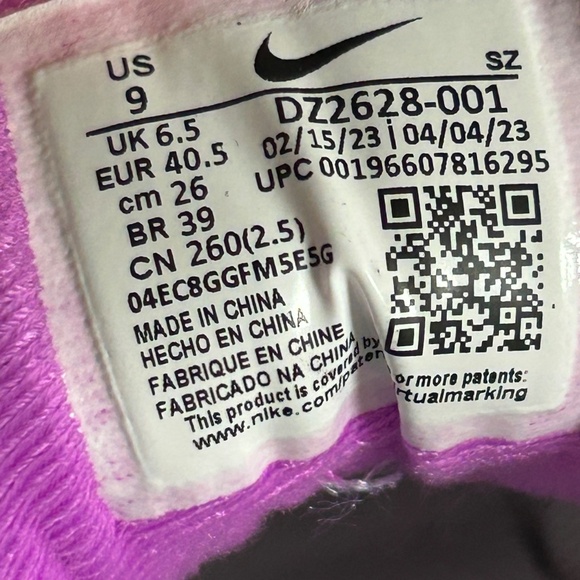 US
9
SZ
DZ2628-001
UK 6.5
02/15/23 | 04/04/23
EUR 40.5
UPC 00196607816295
cm 26
BR 39
CN 260(2.5)
04EC8GGFM5E5G
MADE IN CHINA
HECHO EN CHINA
FABRIQUE EN CHINE
FABRICADO NA CHINA
This product is covered by or more patents:
www.nike.com/paten rtualmarking